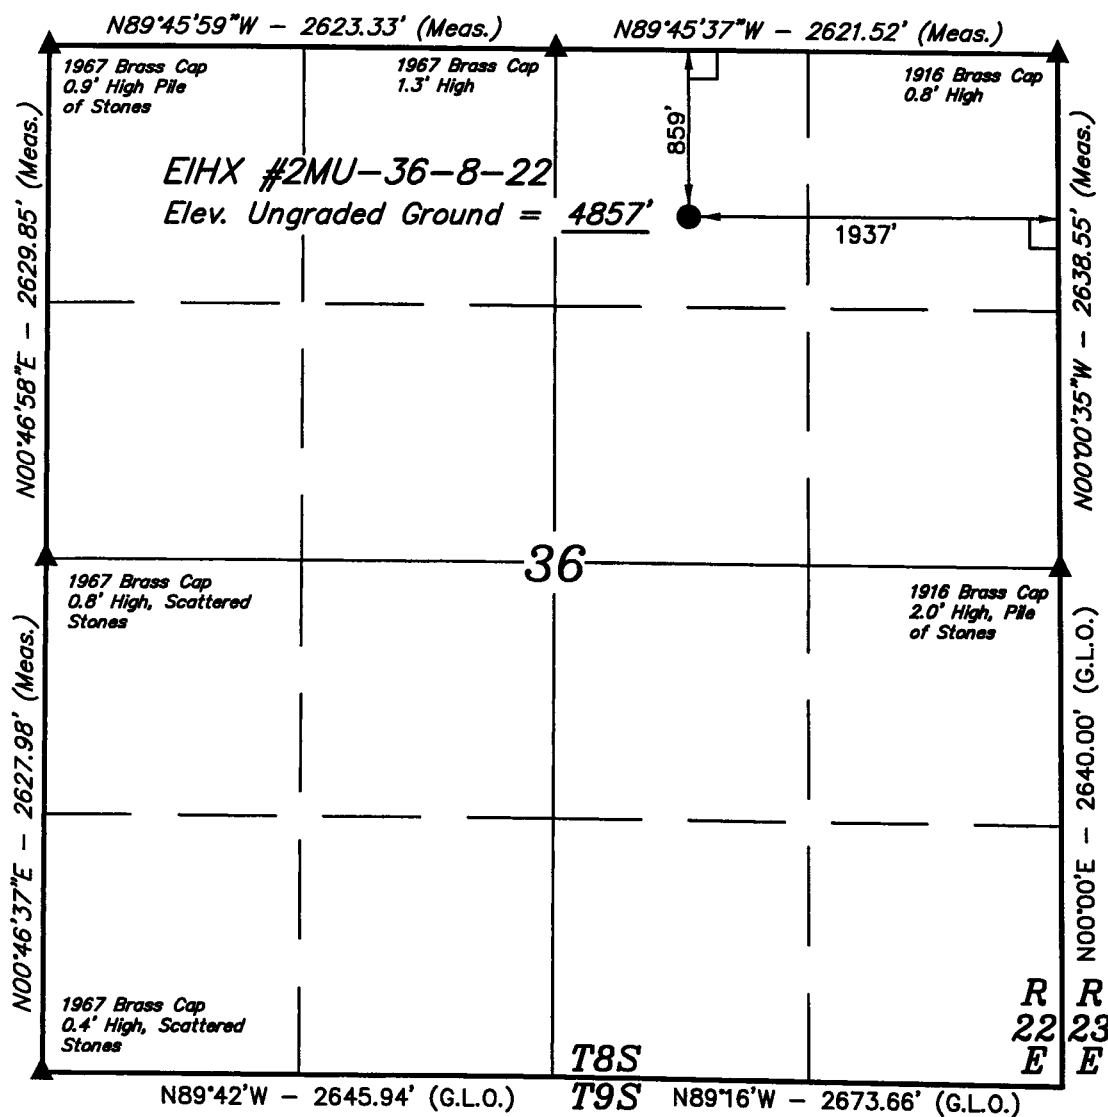 N89°45'59"W - 2623.33' (Meas.)
N89°45'37"W - 2621.52' (Meas.)
1967 Brass Cap
0.9' High Pile
of Stones
1967 Brass Cap
1.3' High
1916 Brass Cap
0.8' High
859'
EIHX #2MU-36-8-22
Elev. Ungraded Ground = 4857'
1937'
N00°46'58"E - 2629.85' (Meas.)
N00°00'35"W - 2638.55' (Meas.)
36
1967 Brass Cap
0.8' High, Scattered
Stones
1916 Brass Cap
2.0' High, Pile
of Stones
N00°46'37"E - 2627.98' (Meas.)
N00°00'E - 2640.00' (G.L.O.)
1967 Brass Cap
0.4' High, Scattered
Stones
R R
22 23
E E
T8S
T9S
N89°42'W - 2645.94' (G.L.O.)
N89°16'W - 2673.66' (G.L.O.)